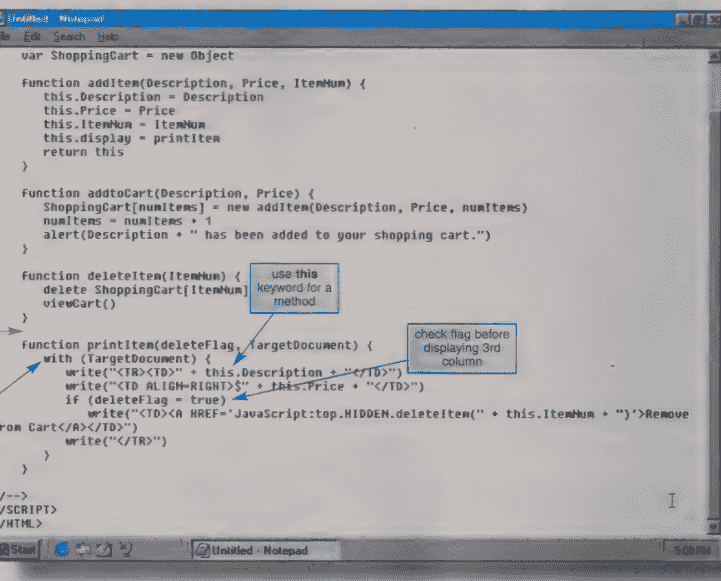 Untitled - Notepad
Edit Search Help
var ShoppingCart = new Object
function addItem(Description, Price, ItemNum) {
this.Description = Description
this.Price = Price
this.ItemNum = ItemNum
this.display = printItem
return this
}
function addtoCart(Description, Price) {
ShoppingCart[numItems] = new addItem(Description, Price, numItems)
numItems = numItems + 1
alert(Description + " has been added to your shopping cart.")
}
function deleteItem(ItemNum) {
delete ShoppingCart[ItemNum]
viewCart()
}
use this
keyword for a
method
function printItem(deleteFlag, TargetDocument) {
with (TargetDocument) {
write("<TR><TD>" + this.Description + "</TD>")
write("<TD ALIGN=RIGHT>$" + this.Price + "</TD>")
if (deleteFlag = true)
write("<TD><A HREF='JavaScript:top.HIDDEN.deleteItem(" + this.ItemNum + ")'>Remove
rom Cart</A></TD>")
write("</TR>")
}
}
check flag before
displaying 3rd
column
/-->
/SCRIPT>
/HTML>
Start
Untitled - Notepad
5:00 PM